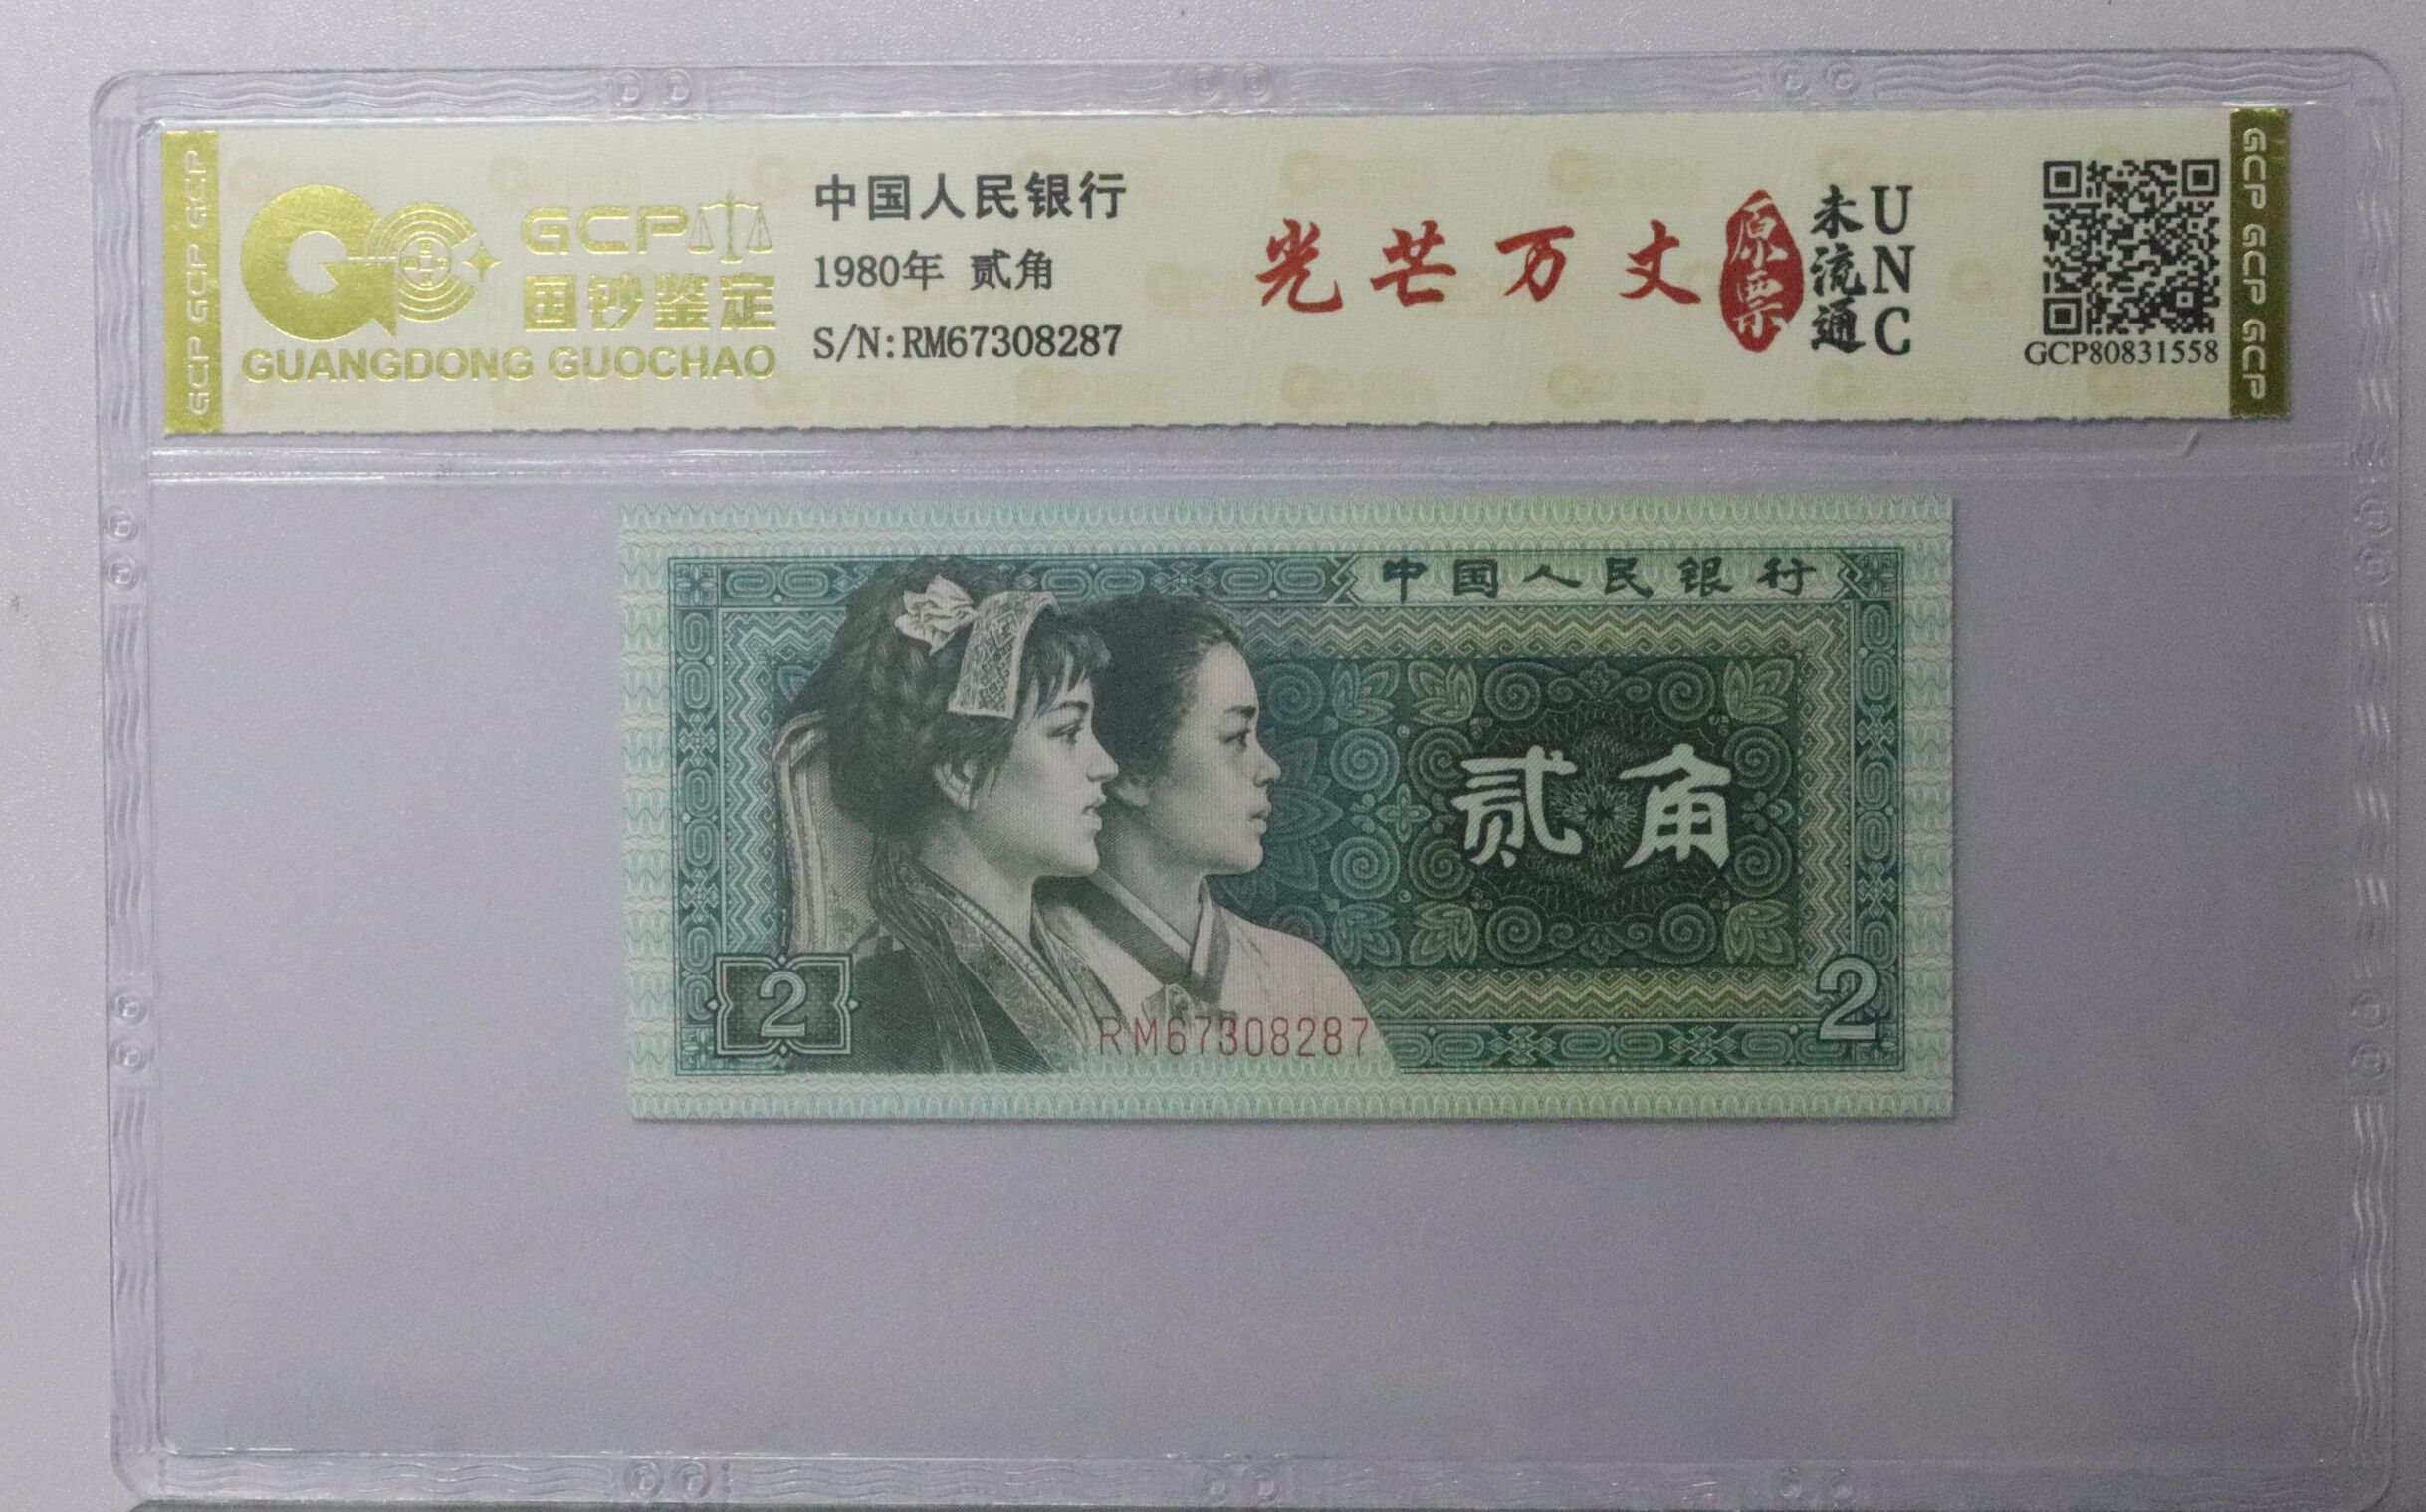 GCP GCP GCP
GCP
国钞鉴定
GUANGDONG GUOCHAO
中国人民银行
1980年 贰角
S/N:RM67308287
光芒万丈
原票
未流通
UNC
GCP80831558
GCP GCP GCP
中国人民银行
贰角
2
RM67308287
2